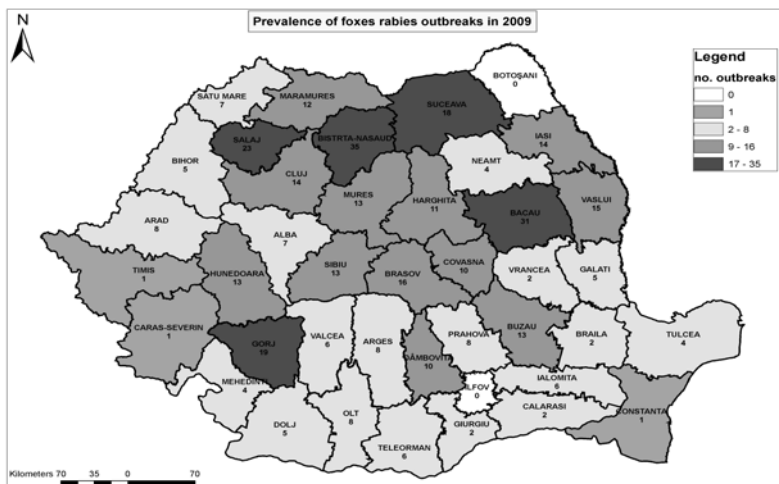 Prevalence of foxes rabies outbreaks in 2009
N
Legend
no. outbreaks
0
1
2 - 8
9 - 16
17 - 35
BOTOŞANI
0
SATU MARE
7
MARAMURES
12
SUCEAVA
SALAJ
23
BISTRTA-NASAUD
35
IASI
14
BIHOR
5
CLUJ
14
NEAMT
4
MURES
13
HARGHITA
11
BACAU
31
VASLUI
15
ARAD
8
ALBA
7
TIMIS
1
HUNEDOARA
13
SIBIU
13
BRASOV
16
COVASNA
10
VRANCEA
2
GALATI
5
CARAS-SEVERIN
1
GORJ
19
VALCEA
6
ARGES
8
DÂMBOVITA
10
PRAHOVA
8
BUZAU
13
BRAILA
2
TULCEA
4
MEHEDINTI
4
ILFOV
0
IALOMITA
6
DOLJ
5
OLT
8
TELEORMAN
6
GIURGIU
2
CALARASI
2
CONSTANTA
1
Kilometers 70 35 0 70